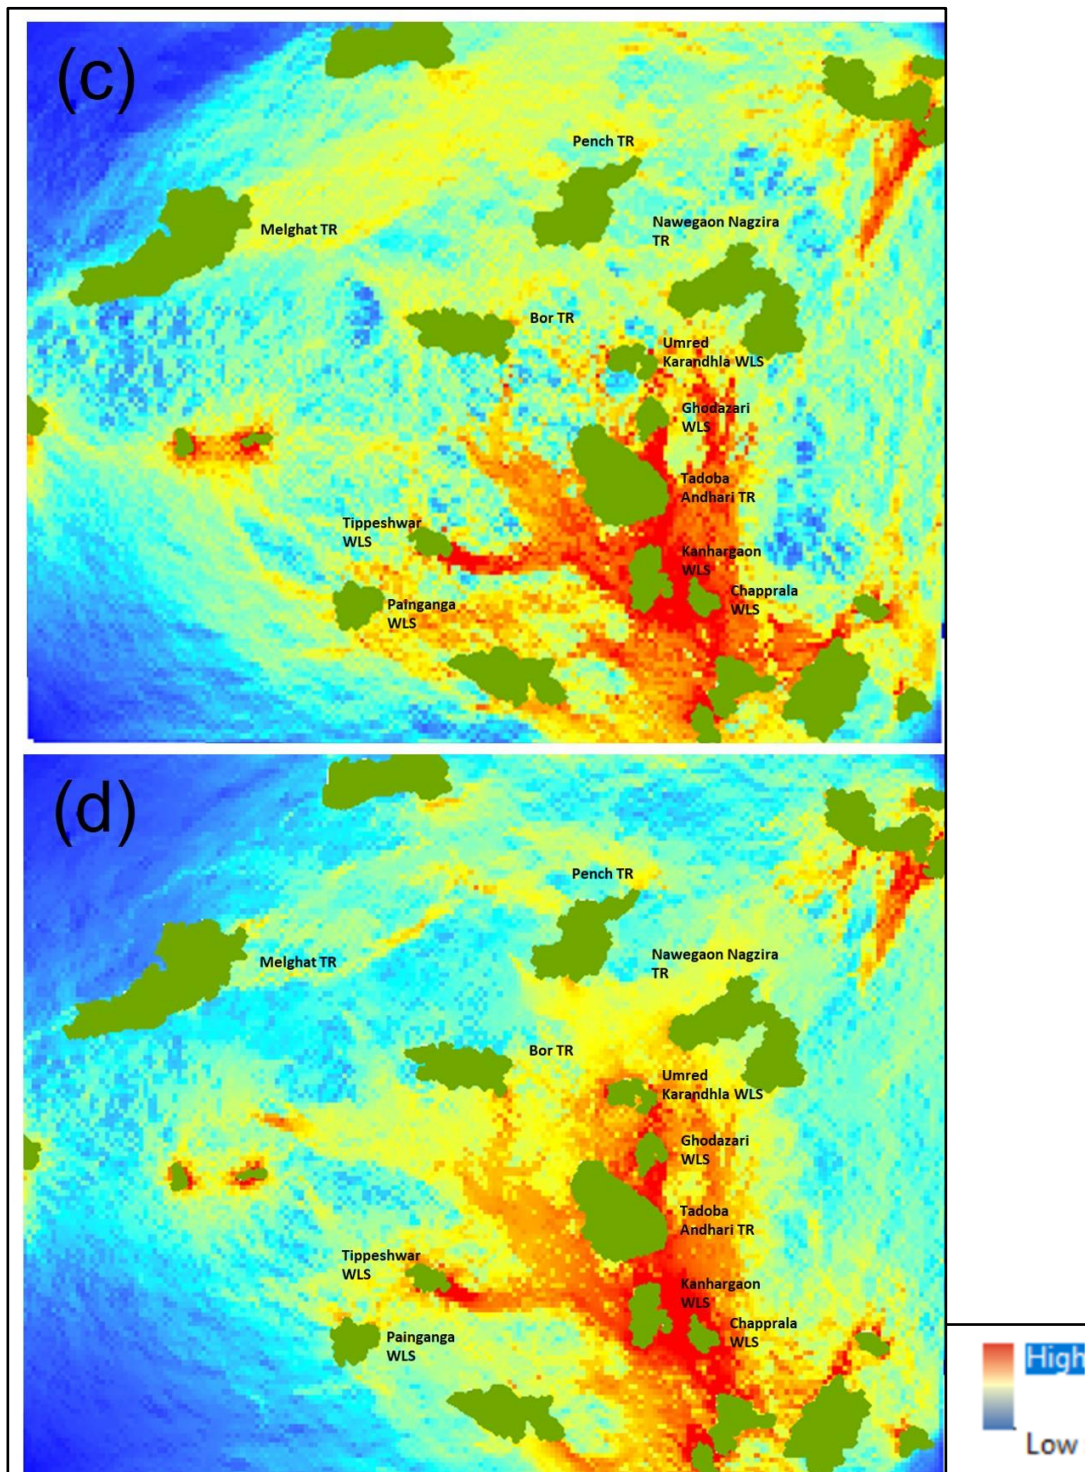 (c)
Pench TR
Nawegaon Nagzira
TR
Melghat TR
Bor TR
Umred
Karandhla WLS
Ghodazari
WLS
Tadoba
Andhari TR
Tippeshwar
WLS
Kanhargaon
WLS
Chapprala
WLS
Painganga
WLS
(d)
Pench TR
Nawegaon Nagzira
TR
Melghat TR
Bor TR
Umred
Karandhla WLS
Ghodazari
WLS
Tadoba
Andhari TR
Tippeshwar
WLS
Kanhargaon
WLS
Chapprala
WLS
Painganga
WLS
High
Low